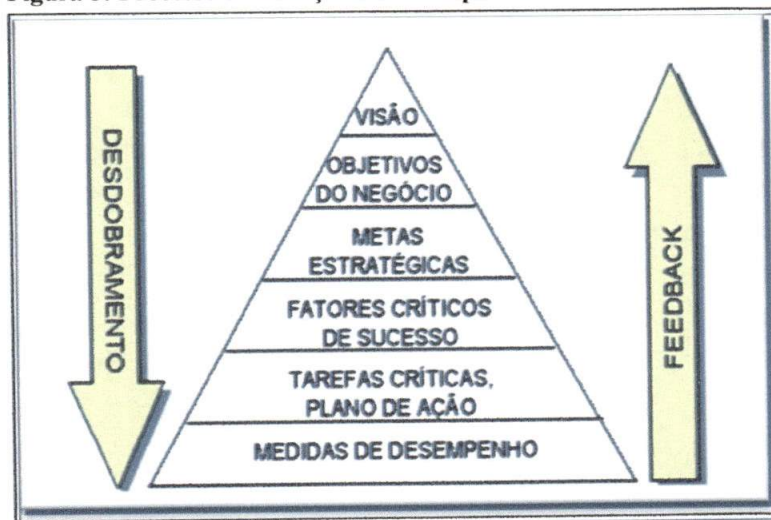 DESDOBRAMENTO
VISÃO
OBJETIVOS
DO NEGÓCIO
METAS
ESTRATÉGICAS
FATORES CRÍTICOS
DE SUCESSO
TAREFAS CRÍTICAS,
PLANO DE AÇÃO
MEDIDAS DE DESEMPENHO
FEEDBACK